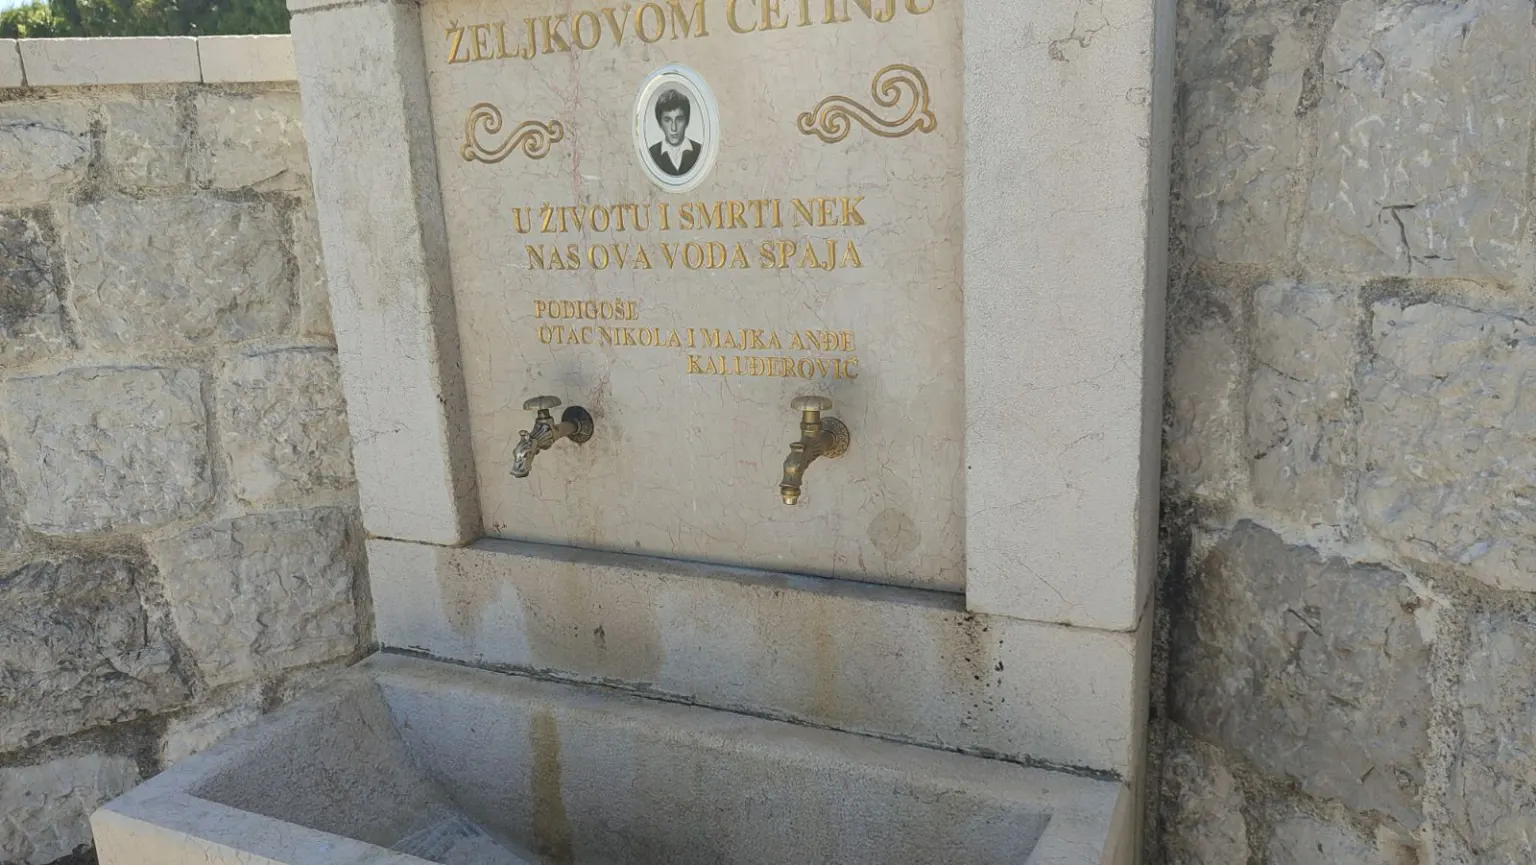 ŽELJKOVOM CETINJU
U ŽIVOTU I SMRTI NEK
NAS OVA VODA SPAJA
PODIGOŠE
OTAC NIKOLA I MAJKA ANĐE
KALUĐEROVIĆ